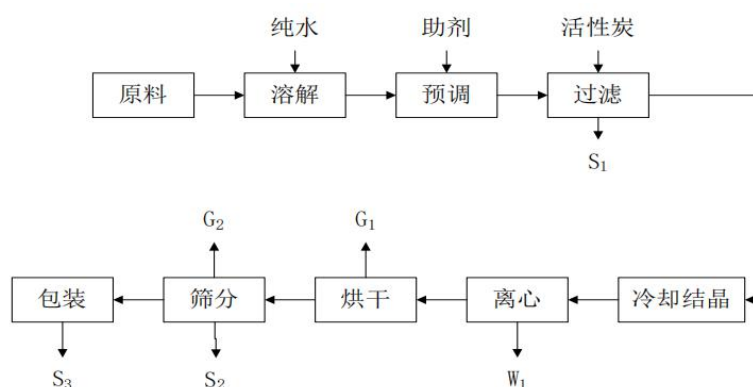 纯水 助剂 活性炭
原料 溶解 预调 过滤
S₁
G₂ G₁
包装 筛分 烘干 离心 冷却结晶
S₃ S₂ W₁